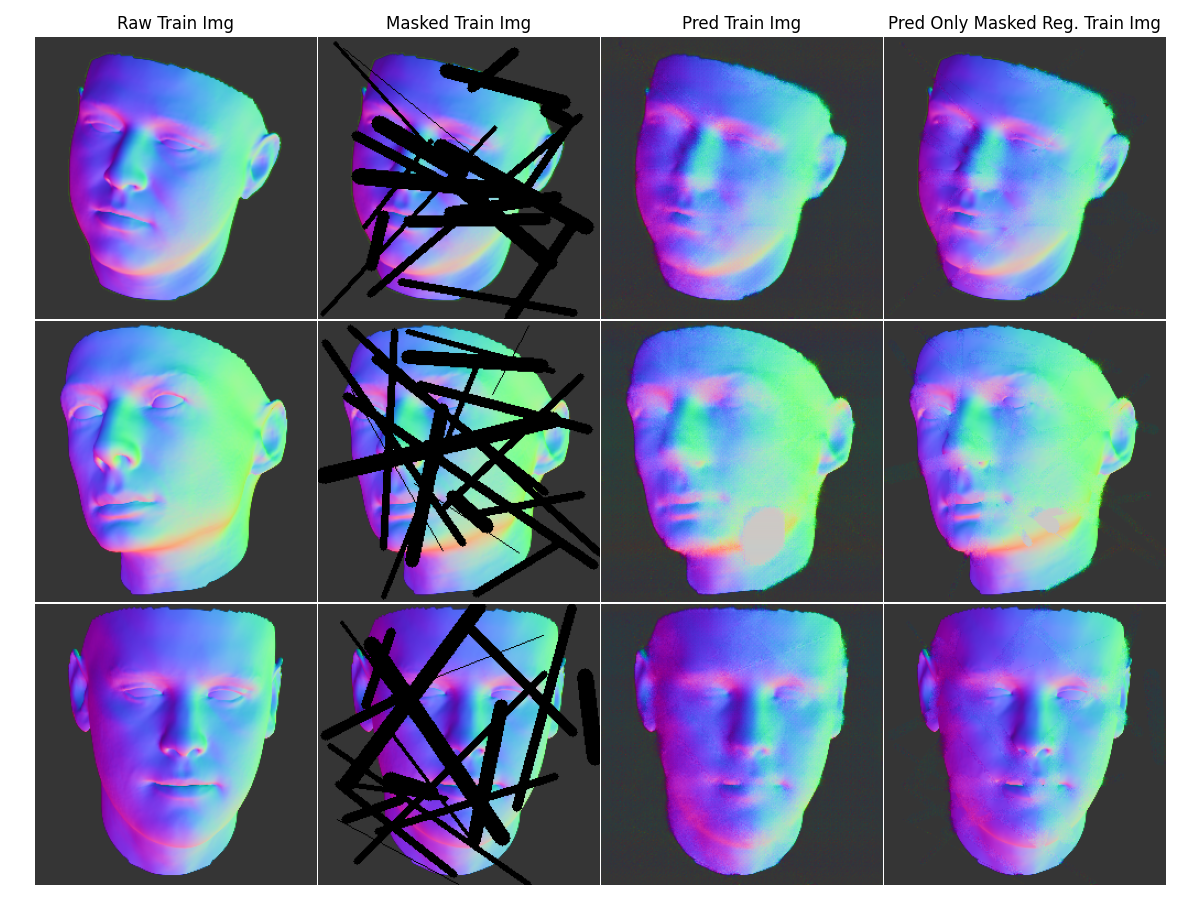 Raw Train Img
Masked Train Img
Pred Train Img
Pred Only Masked Reg. Train Img